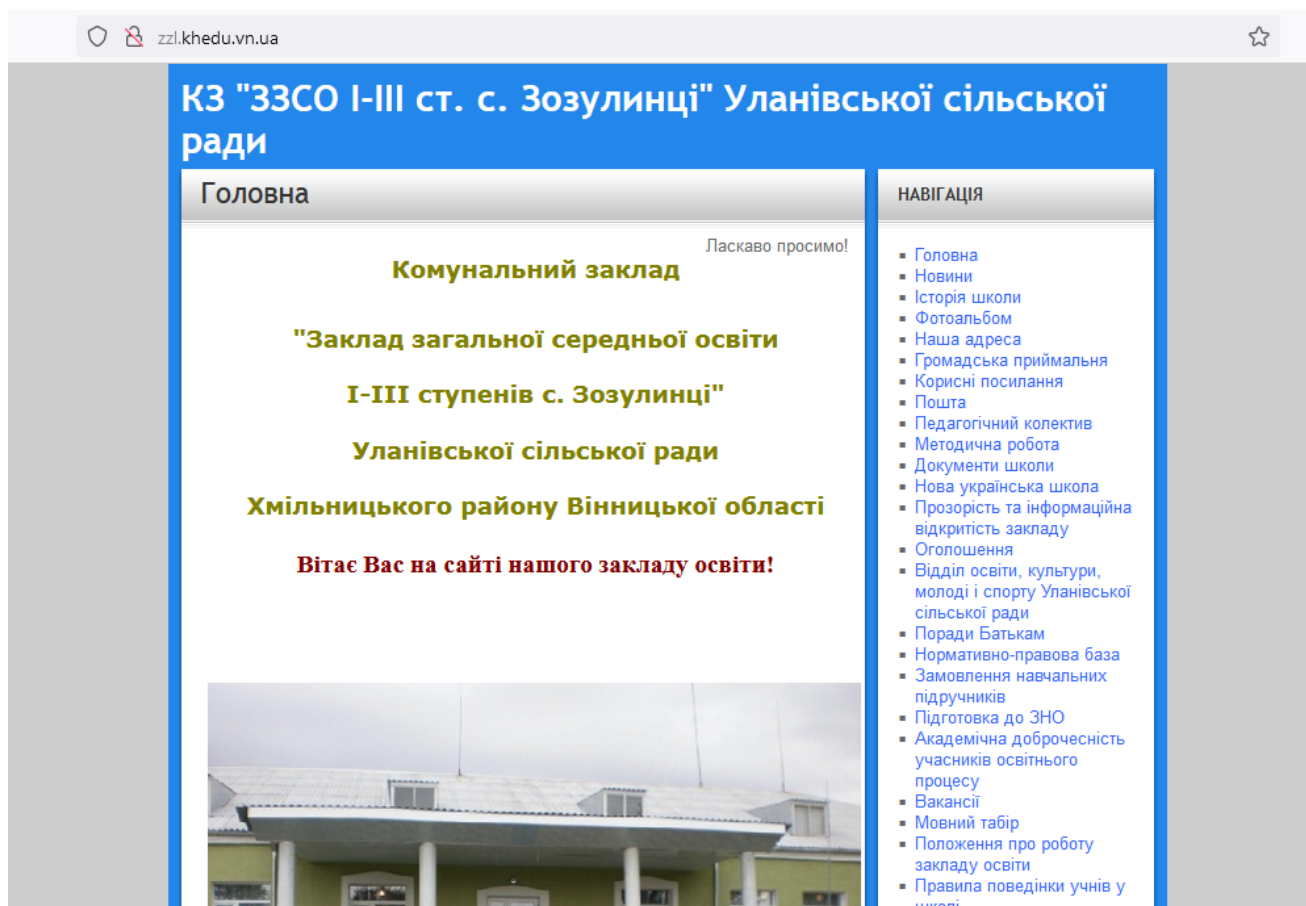 zzl.khedu.vn.ua
КЗ "ЗЗСО І-ІІІ ст. с. Зозулинці" Уланівської сільської
ради
Головна
Ласкаво просимо!
Комунальний заклад
"Заклад загальної середньої освіти
І-ІІІ ступенів с. Зозулинці"
Уланівської сільської ради
Хмільницького району Вінницької області
Вітає Вас на сайті нашого закладу освіти!
НАВІГАЦІЯ
Головна
Новини
Історія школи
Фотоальбом
Наша адреса
Громадська приймальня
Корисні посилання
Пошта
Педагогічний колектив
Методична робота
Документи школи
Нова українська школа
Прозорість та інформаційна
відкритість закладу
Оголошення
Відділ освіти, культури,
молоді і спорту Уланівської
сільської ради
Поради Батькам
Нормативно-правова база
Замовлення навчальних
підручників
Підготовка до ЗНО
Академічна доброчесність
учасників освітнього
процесу
Вакансії
Мовний табір
Положення про роботу
закладу освіти
Правила поведінки учнів у